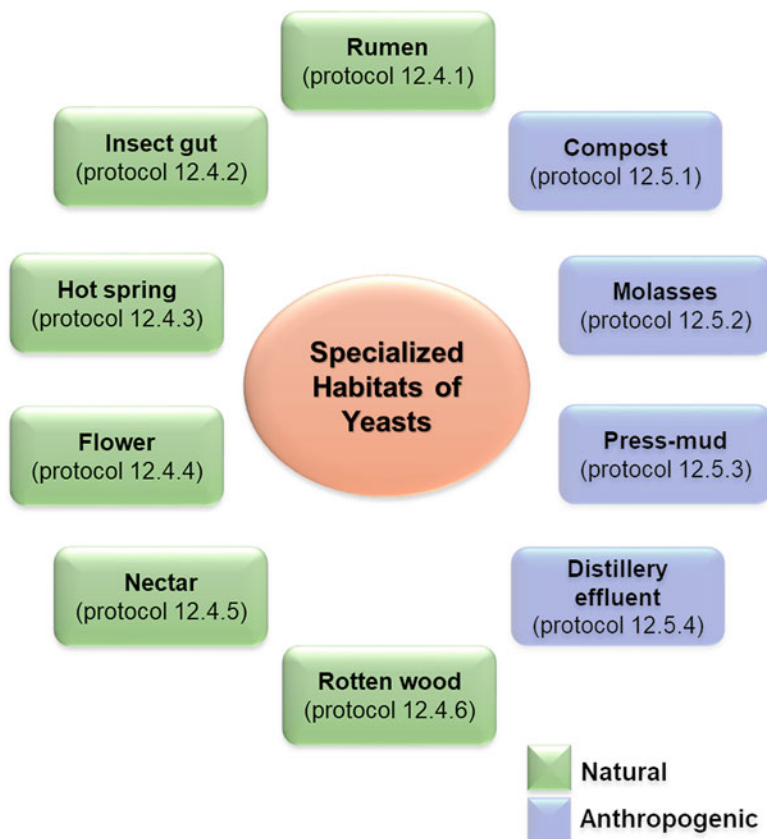 Rumen
(protocol 12.4.1)
Insect gut
(protocol 12.4.2)
Compost
(protocol 12.5.1)
Hot spring
(protocol 12.4.3)
Molasses
(protocol 12.5.2)
Specialized
Habitats of
Yeasts
Flower
(protocol 12.4.4)
Press-mud
(protocol 12.5.3)
Nectar
(protocol 12.4.5)
Distillery
effluent
(protocol 12.5.4)
Rotten wood
(protocol 12.4.6)
Natural
Anthropogenic